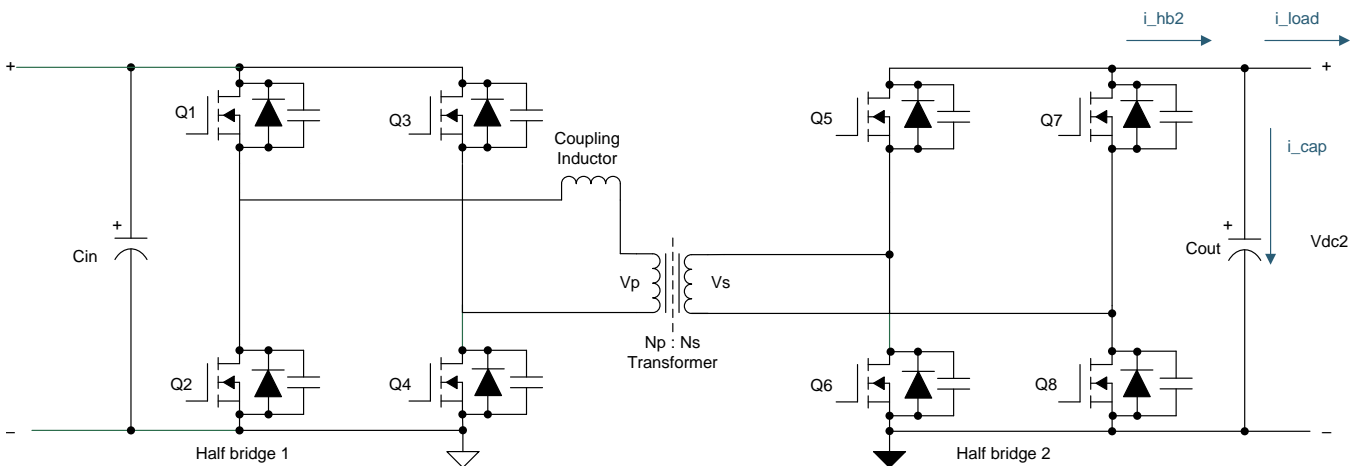 i_hb2
i_load
+
+
Q1
Q3
Q5
Q7
Coupling
Inductor
i_cap
+
+
Cin
Vp
Vs
Cout
Vdc2
Np : Ns
Transformer
Q2
Q4
Q6
Q8
–
–
Half bridge 1
Half bridge 2